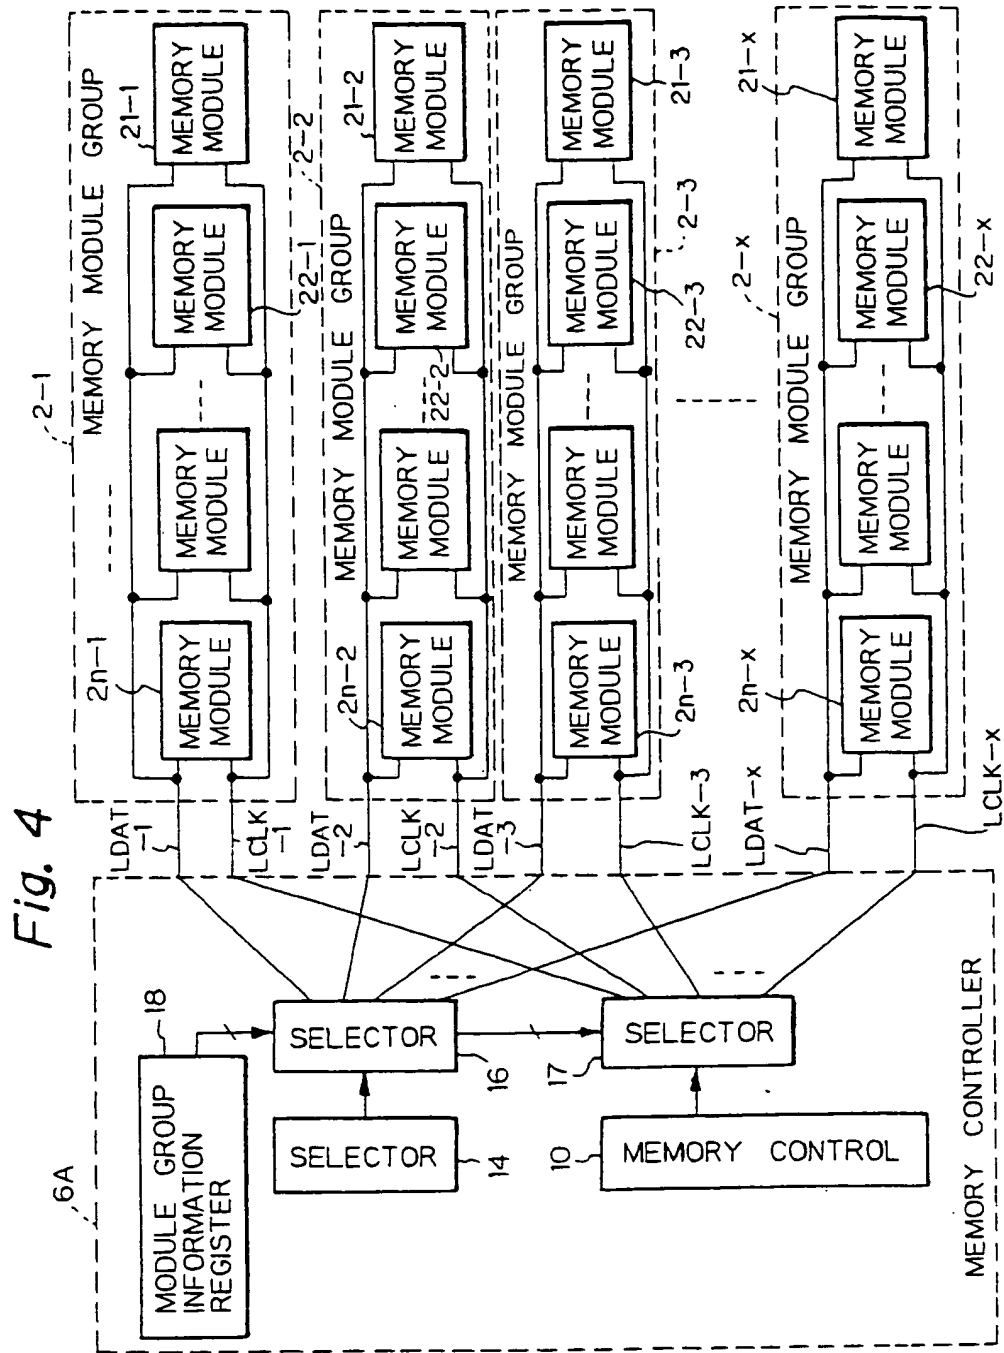 Fig. 4
6A
MODULE GROUP
INFORMATION
REGISTER
18
SELECTOR
14
SELECTOR
16
MEMORY CONTROL
10
SELECTOR
17
MEMORY CONTROLLER
LDAT
-1
LCLK
-1
LDAT
-2
LCLK
-2
LDAT
-3
LCLK-3
LDAT-x
LCLK-x
2-1
MEMORY MODULE GROUP
2n-1
MEMORY
MODULE
MEMORY
MODULE
MEMORY
MODULE
22-1
21-1
MEMORY
MODULE
2-2
MEMORY MODULE GROUP
2n-2
MEMORY
MODULE
MEMORY
MODULE
22-2
MEMORY
MODULE
21-2
MEMORY
MODULE
MEMORY MODULE GROUP
2-3
MEMORY
MODULE
2n-3
MEMORY
MODULE
MEMORY
MODULE
22-3
MEMORY
MODULE
21-3
2-x
MEMORY MODULE GROUP
2n-x
MEMORY
MODULE
MEMORY
MODULE
MEMORY
MODULE
22-x
21-x
MEMORY
MODULE